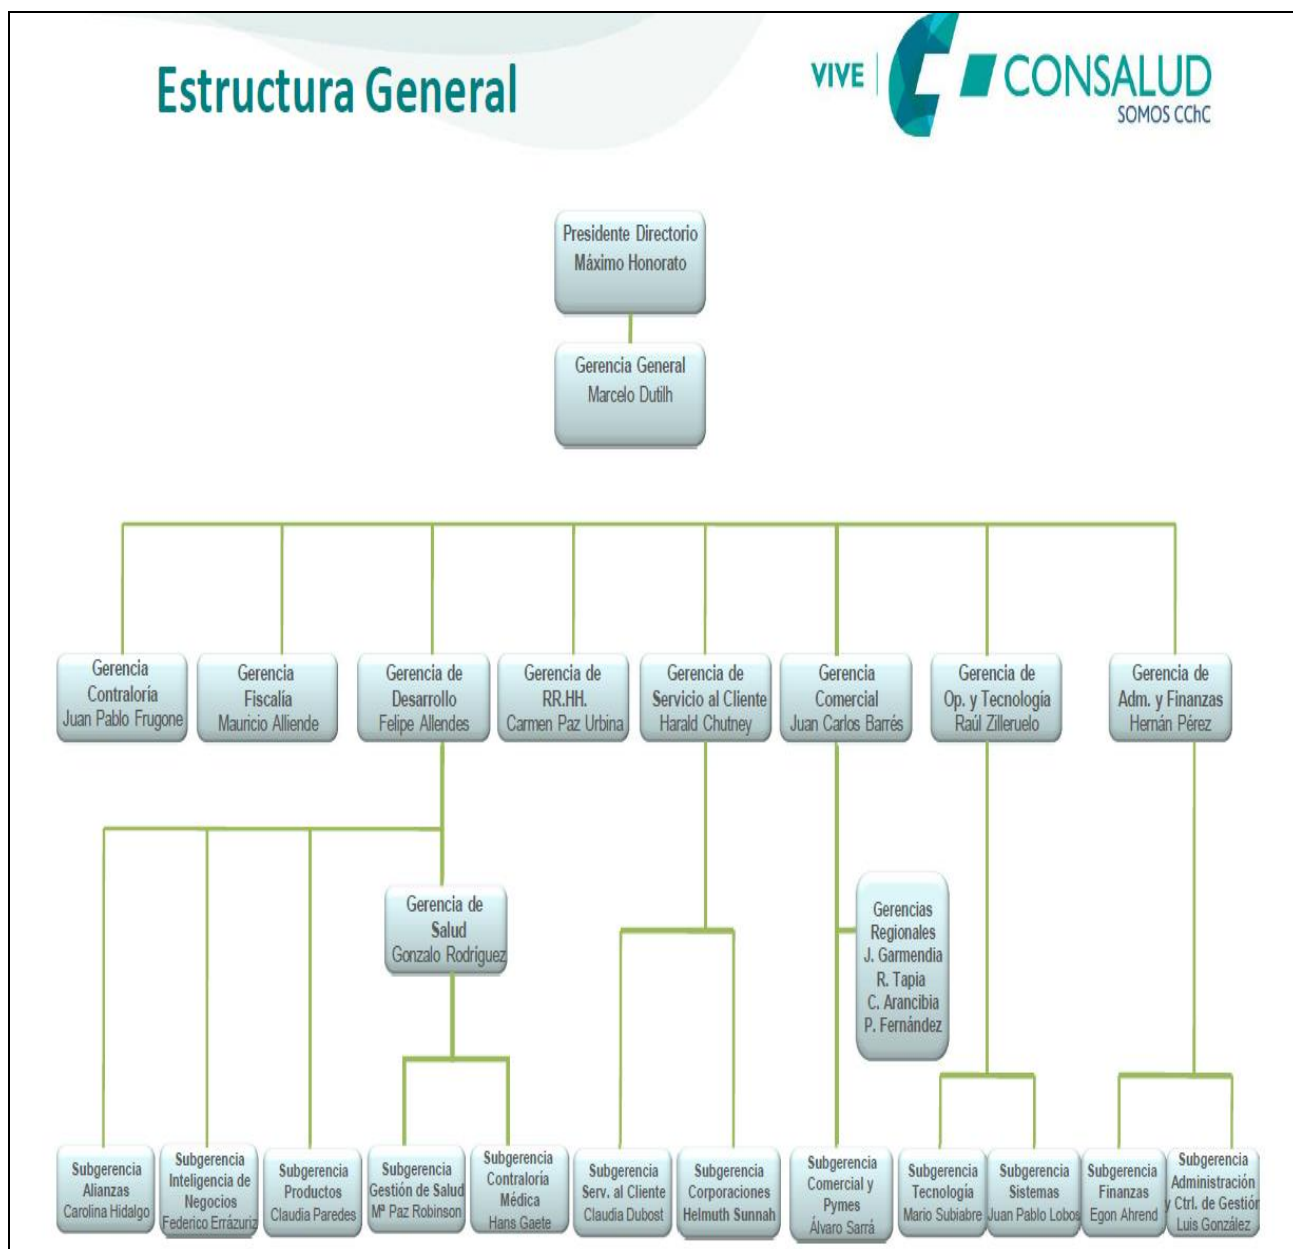 Estructura General
VIVE
CONSALUD
SOMOS CChC
Presidente Directorio
Máximo Honorato
Gerencia General
Marcelo Dutilh
Gerencia
Contraloría
Juan Pablo Frugone
Gerencia
Fiscalía
Mauricio Alliende
Gerencia de
Desarrollo
Felipe Allendes
Gerencia de
RR.HH.
Carmen Paz Urbina
Gerencia de
Servicio al Cliente
Harald Chutney
Gerencia
Comercial
Juan Carlos Barrés
Gerencia de
Op. y Tecnología
Raúl Zilleruelo
Gerencia de
Adm. y Finanzas
Hernán Pérez
Gerencia de
Salud
Gonzalo Rodríguez
Gerencias
Regionales
J. Garmendia
R. Tapia
C. Arancibia
P. Fernández
Subgerencia
Alianzas
Carolina Hidalgo
Subgerencia
Inteligencia de
Negocios
Federico Errázuriz
Subgerencia
Productos
Claudia Paredes
Subgerencia
Gestión de Salud
Mª Paz Robinson
Subgerencia
Contraloría
Médica
Hans Gaete
Subgerencia
Serv. al Cliente
Claudia Dubost
Subgerencia
Corporaciones
Helmuth Sunnah
Subgerencia
Comercial y
Pymes
Álvaro Sarrá
Subgerencia
Tecnología
Mario Subiabre
Subgerencia
Sistemas
Juan Pablo Lobos
Subgerencia
Finanzas
Egon Ahrend
Subgerencia
Administración
y Ctrl. de Gestión
Luis González